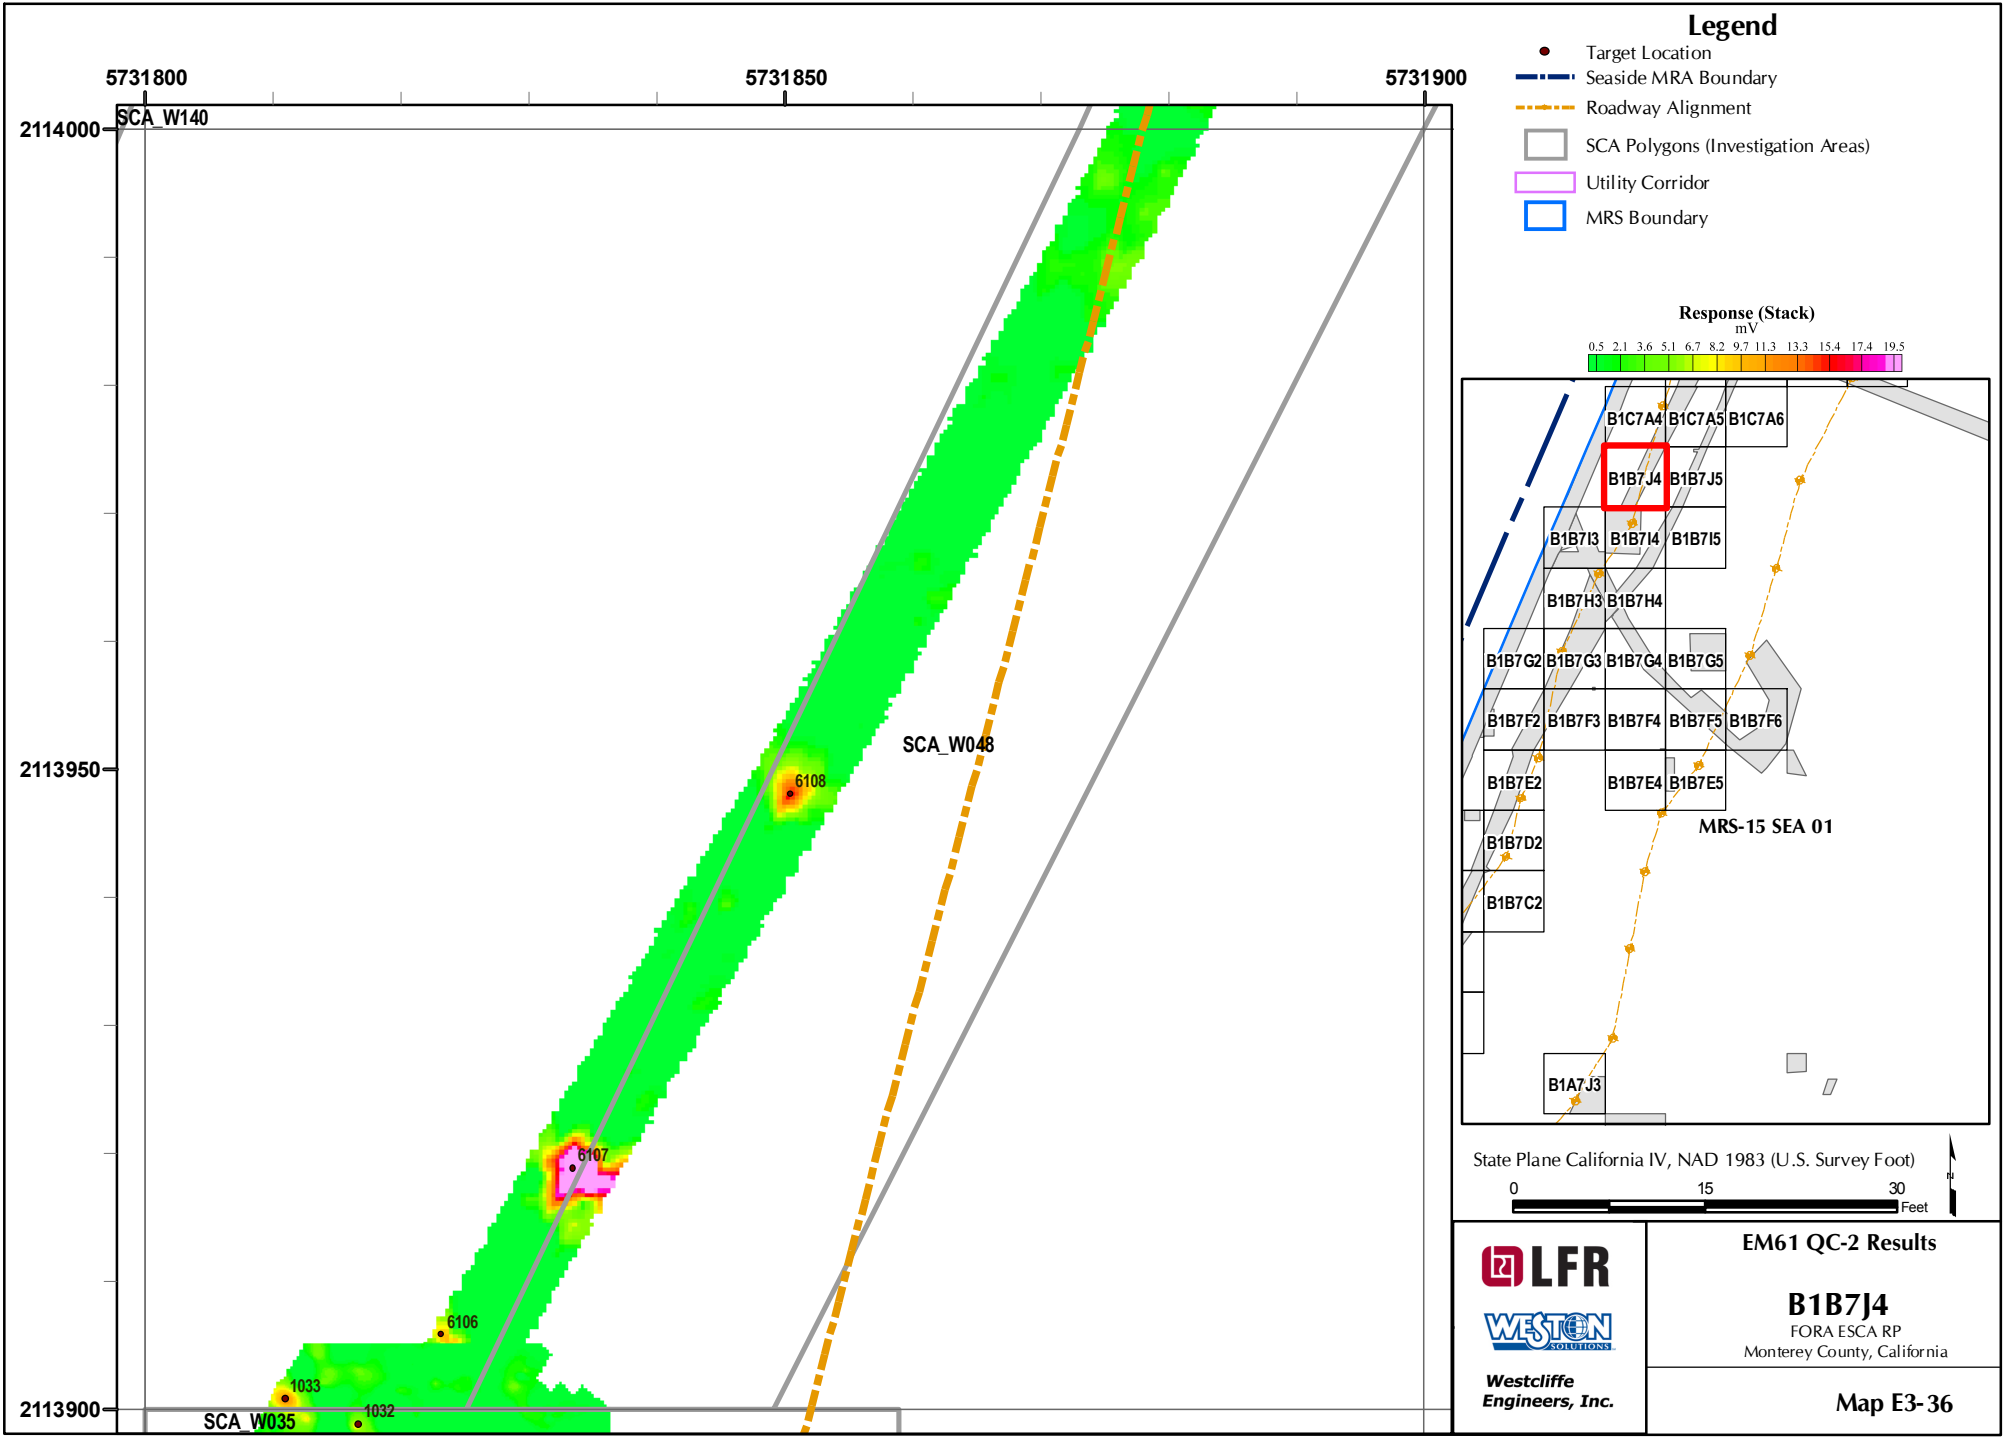 5731800
5731850
5731900
2114000
2113950
2113900
SCA_W140
SCA_W048
6108
6107
6106
1033
1032
SCA_W035
Legend
Target Location
Seaside MRA Boundary
Roadway Alignment
SCA Polygons (Investigation Areas)
Utility Corridor
MRS Boundary
Response (Stack)
mV
0.5 2.1 3.6 5.1 6.7 8.2 9.7 11.3 13.3 15.4 17.4 19.5
B1C7A4 B1C7A5 B1C7A6
B1B7J4 B1B7J5
B1B7I3 B1B7I4 B1B7I5
B1B7H3 B1B7H4
B1B7G2 B1B7G3 B1B7G4 B1B7G5
B1B7F2 B1B7F3 B1B7F4 B1B7F5 B1B7F6
B1B7E2 B1B7E4 B1B7E5
MRS-15 SEA 01
B1B7D2
B1B7C2
B1A7J3
State Plane California IV, NAD 1983 (U.S. Survey Foot)
0 15 30
Feet
N
LFR
WESTON
SOLUTIONS
Westcliffe
Engineers, Inc.
EM61 QC-2 Results
B1B7J4
FORA ESCA RP
Monterey County, California
Map E3-36